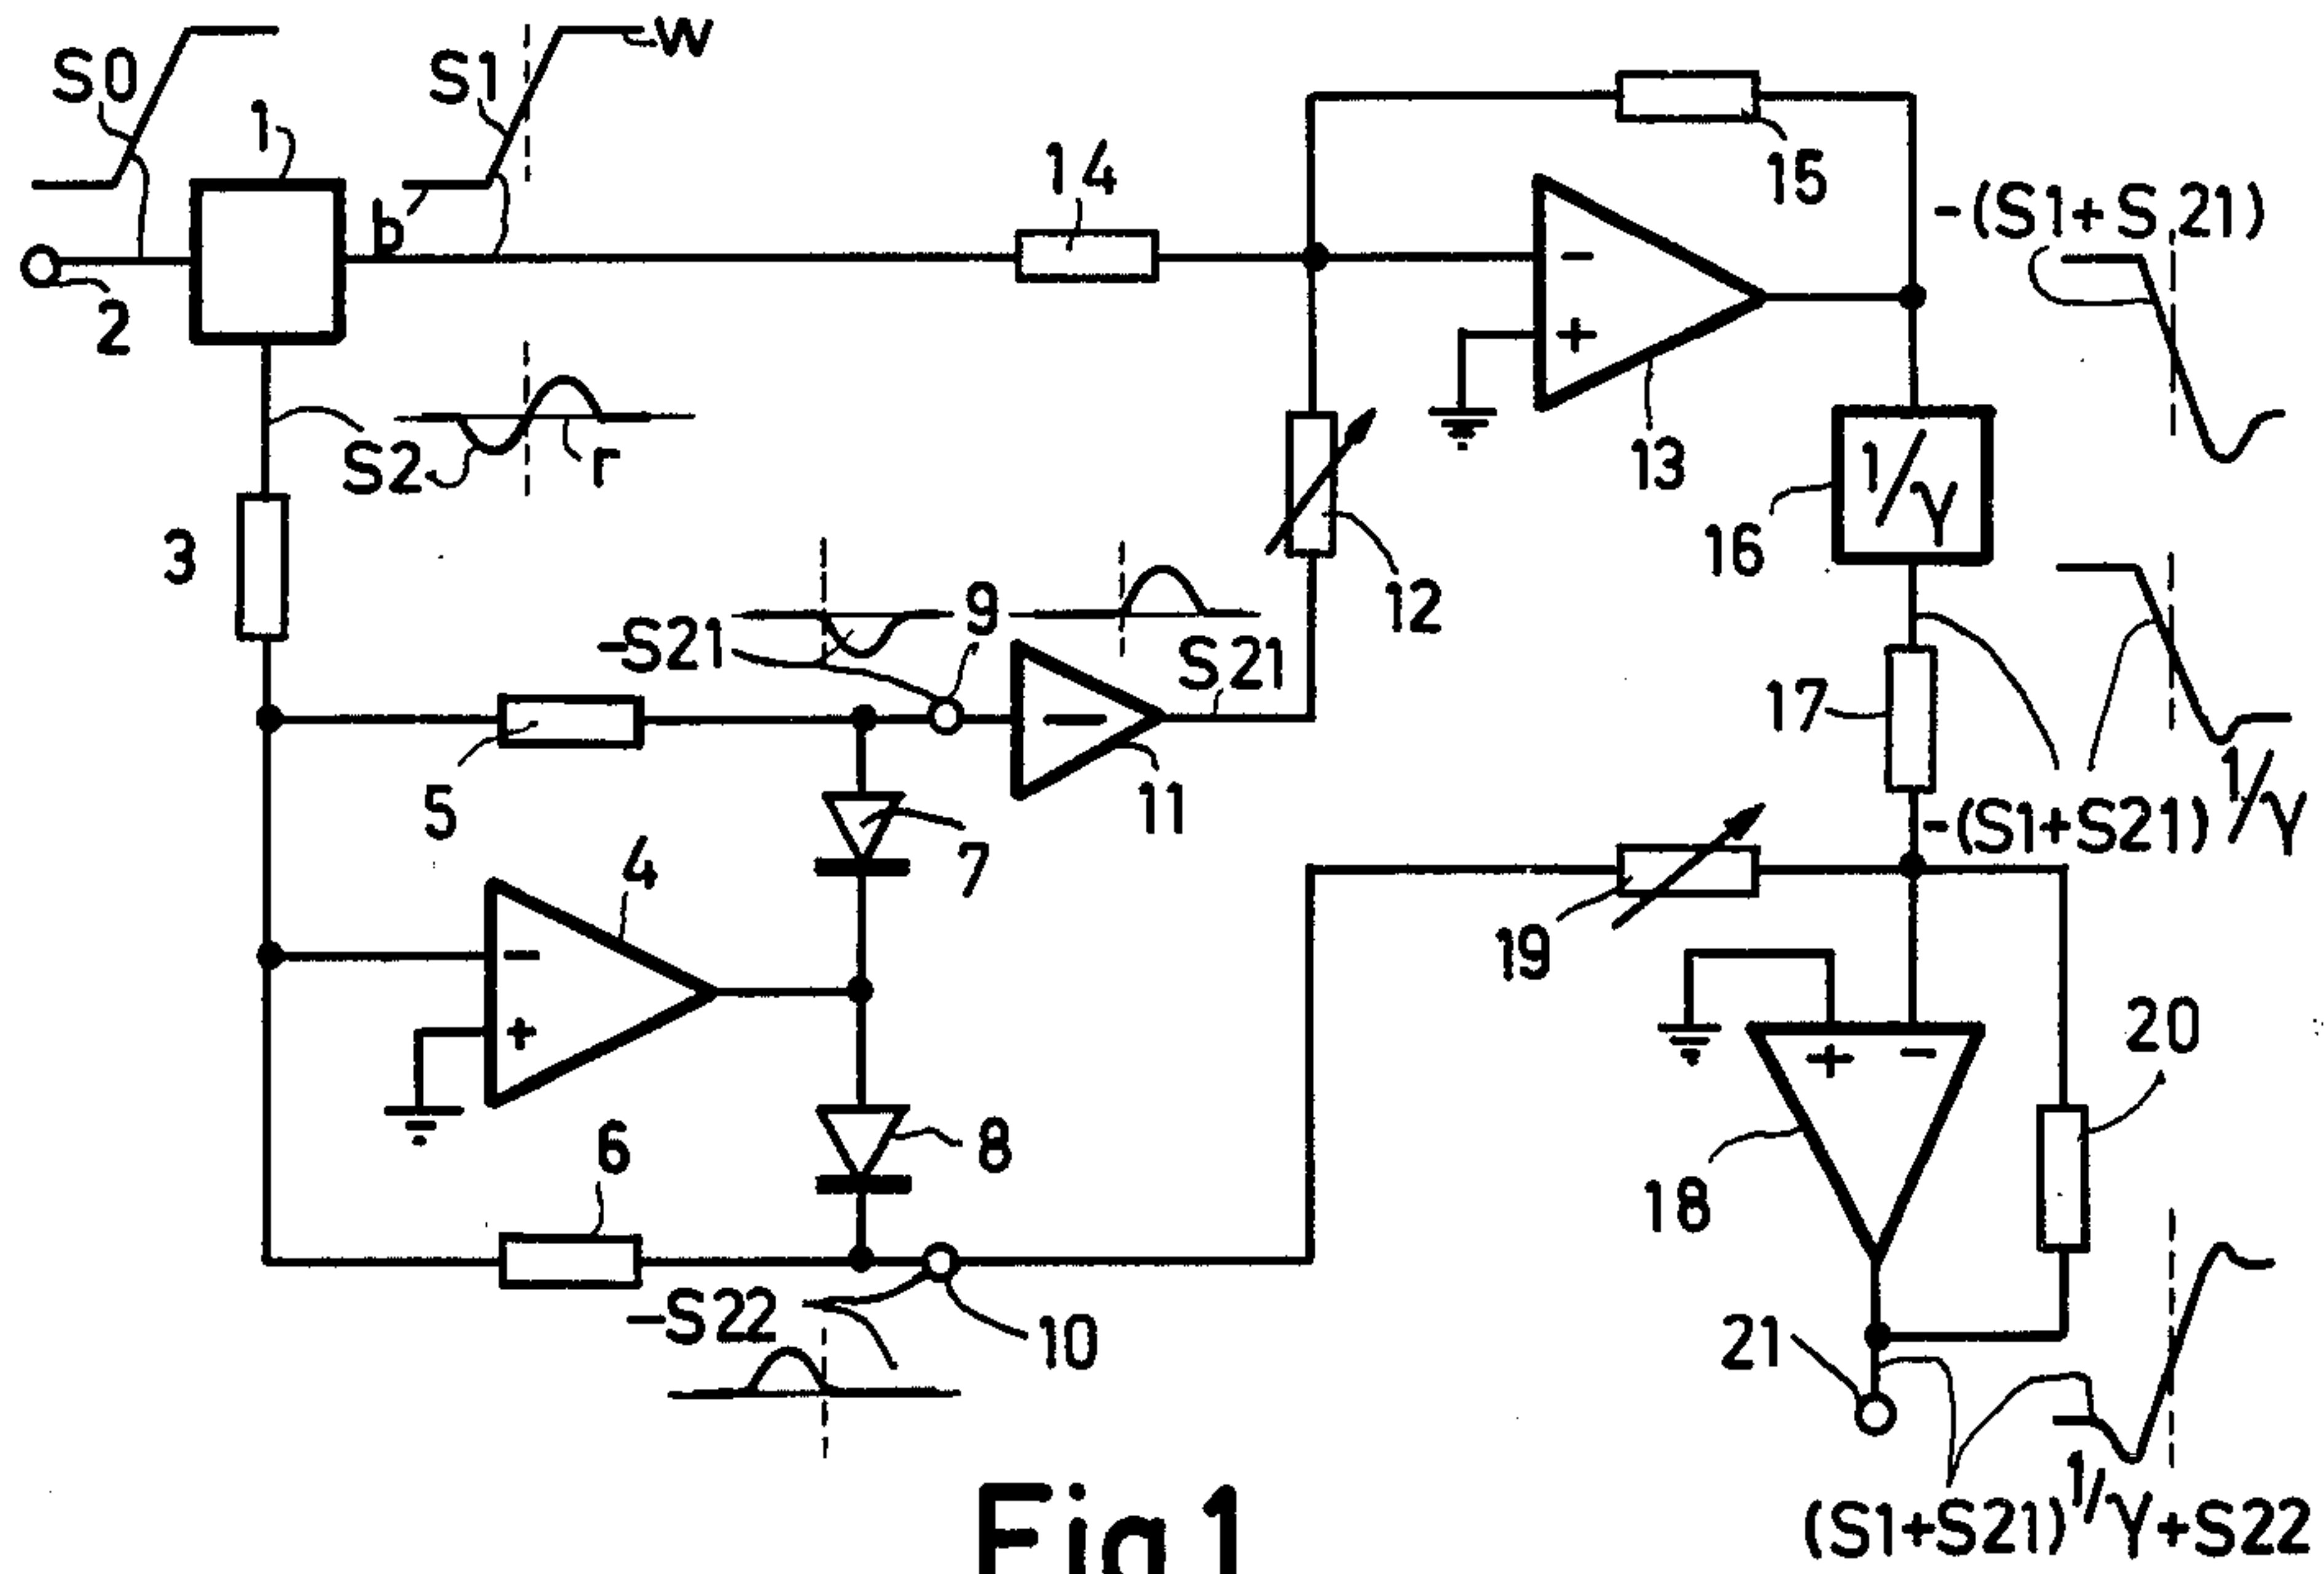 S0
1
S1
w
b
2
14
15
-(S1+S 21)
-
+
13
S2
r
3
1/γ
16
12
-S21
9
S21
-
11
17
-(S1+S21)1/γ
5
7
4
-
+
19
20
+ -
18
6
8
-S22
10
21
(S1+S21)1/γ+S22
Fig.1